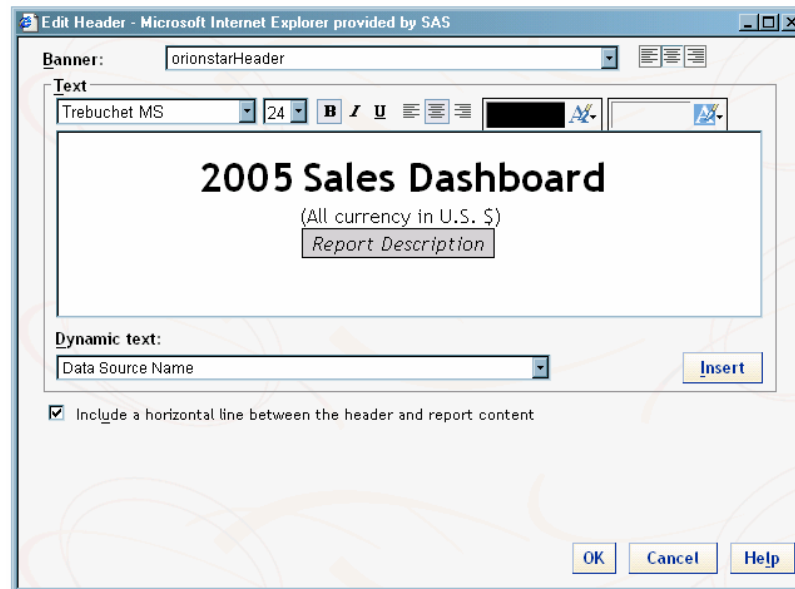 Edit Header - Microsoft Internet Explorer provided by SAS
Banner: orionstarHeader
Text
Trebuchet MS 24 B I U
2005 Sales Dashboard
(All currency in U.S. $)
Report Description
Dynamic text:
Data Source Name Insert
Include a horizontal line between the header and report content
OK Cancel Help